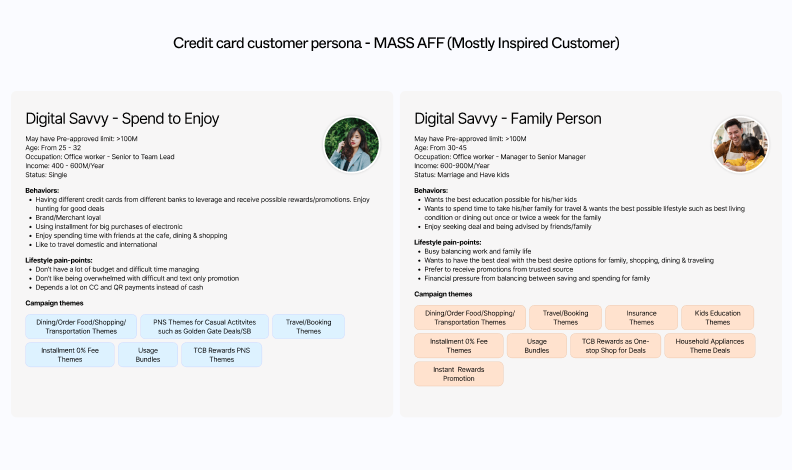 Credit card customer persona - MASS AFF (Mostly Inspired Customer)
Digital Savvy - Spend to Enjoy
May have Pre-approved limit: >100M
Age: From 25 - 32
Occupation: Office worker - Senior to Team Lead
Income: 400 - 600M/Year
Status: Single
Behaviors:
• Having different credit cards from different banks to leverage and receive possible rewards/promotions. Enjoy
hunting for good deals
• Brand/Merchant loyal
• Using installment for big purchases of electronic
• Enjoy spending time with friends at the cafe, dining & shopping
• Like to travel domestic and international
Lifestyle pain-points:
• Don't have a lot of budget and difficult time managing
• Don't like being overwhelmed with difficult and text only promotion
• Depends a lot on CC and QR payments instead of cash
Campaign themes
Dining/Order Food/Shopping/
Transportation Themes
PNS Themes for Casual Actitvites
such as Golden Gate Deals/SB
Travel/Booking
Themes
Installment 0% Fee
Themes
Usage
Bundles
TCB Rewards PNS
Themes
Digital Savvy - Family Person
May have Pre-approved limit: >100M
Age: From 30-45
Occupation: Office worker - Manager to Senior Manager
Income: 600-900M/Year
Status: Marriage and Have kids
Behaviors:
• Wants the best education possible for his/her kids
• Wants to spend time to take his/her family for travel & wants the best possible lifestyle such as best living
condition or dining out once or twice a week for the family
• Enjoy seeking deal and being advised by friends/family
Lifestyle pain-points:
• Busy balancing work and family life
• Wants to have the best deal with the best desire options for family, shopping, dining & traveling
• Prefer to receive promotions from trusted source
• Financial pressure from balancing between saving and spending for family
Campaign themes
Dining/Order Food/Shopping/
Transportation Themes
Travel/Booking
Themes
Insurance
Themes
Kids Education
Themes
Installment 0% Fee
Themes
Usage
Bundles
TCB Rewards as One-
stop Shop for Deals
Household Appliances
Theme Deals
Instant Rewards
Promotion